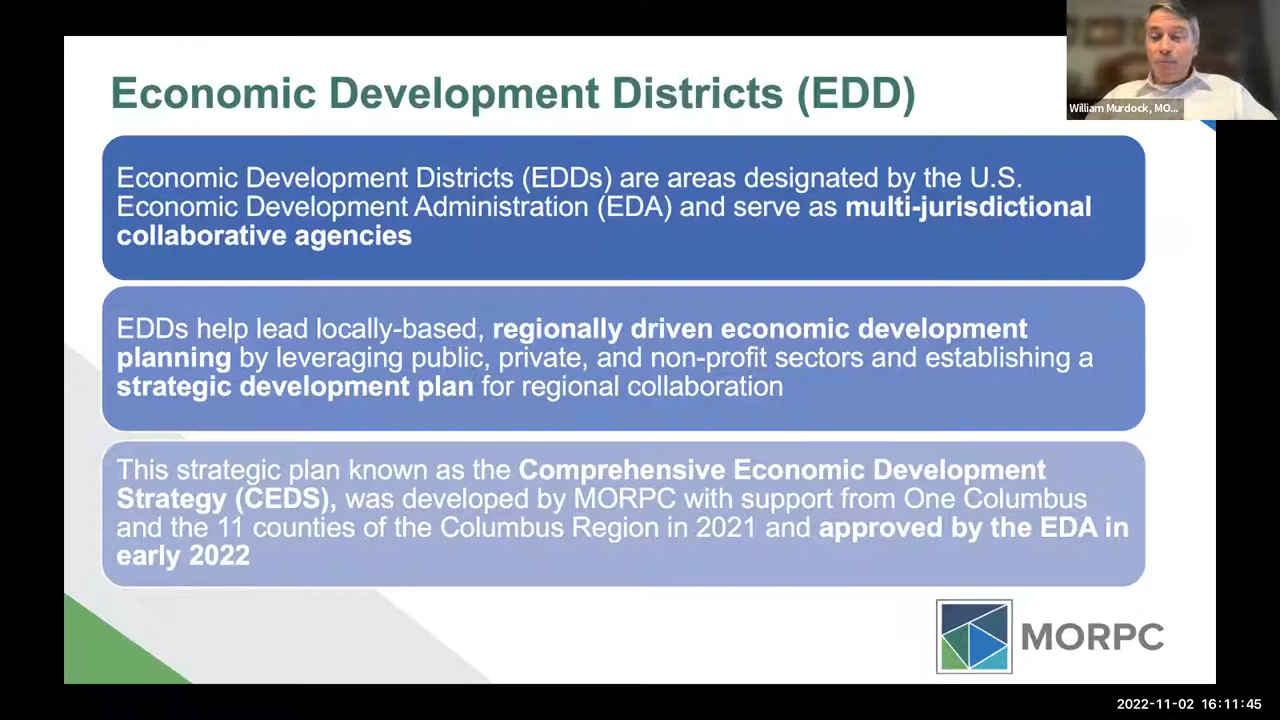 Economic Development Districts (EDD)
William Murdock, MO...
Economic Development Districts (EDDs) are areas designated by the U.S.
Economic Development Administration (EDA) and serve as multi-jurisdictional
collaborative agencies
EDDs help lead locally-based, regionally driven economic development
planning by leveraging public, private, and non-profit sectors and establishing a
strategic development plan for regional collaboration
This strategic plan known as the Comprehensive Economic Development
Strategy (CEDS), was developed by MORPC with support from One Columbus
and the 11 counties of the Columbus Region in 2021 and approved by the EDA in
early 2022
MORPC
2022-11-02 16:11:45